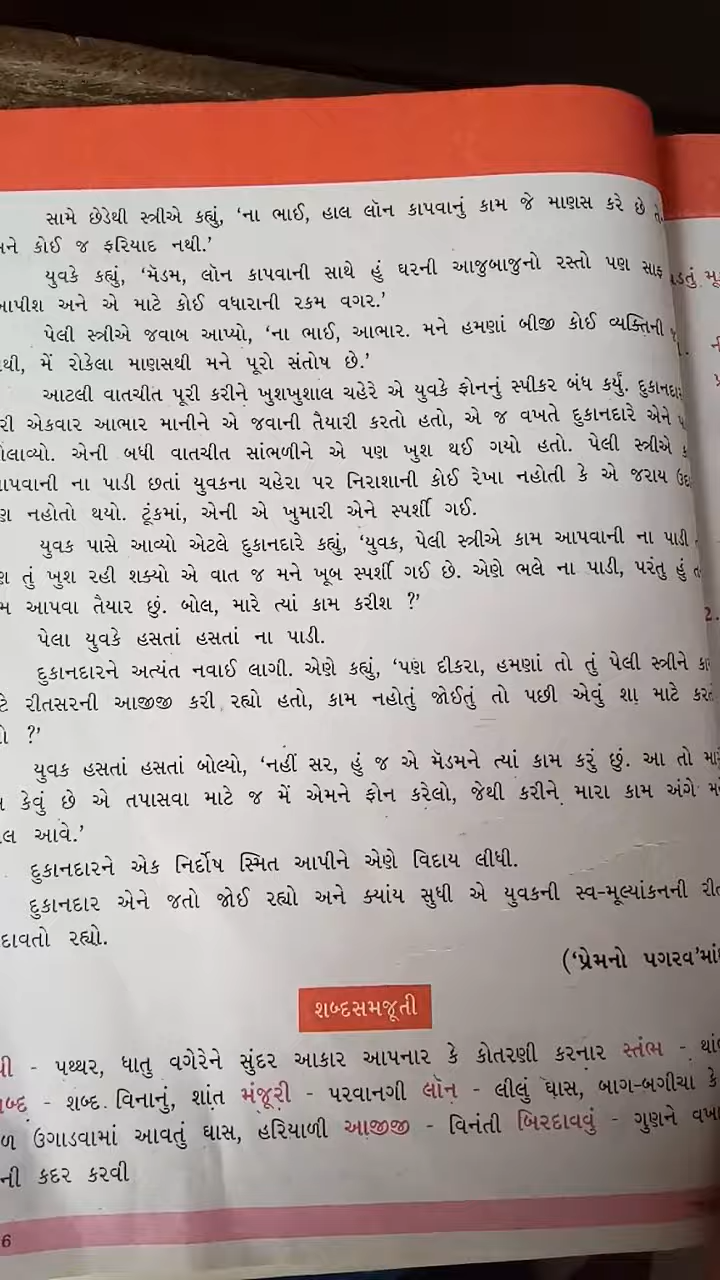 સામે છેડેથી સ્ત્રીએ કહ્યું, ‘ના ભાઈ, હાલ લૉન કાપવાનું કામ જે માણસ કરે છે
કોઈ જ ફરિયાદ નથી.’
યુવકે કહ્યું, ‘મૅડમ, લૉન કાપવાની સાથે હું ઘરની આજુબાજુનો રસ્તો પણ સાફ
અને એ માટે કોઈ વધારાની રકમ વગર.’
પેલી સ્ત્રીએ જવાબ આપ્યો, ‘ના ભાઈ, આભાર. મને હમણાં બીજી કોઈ વ્યક્તિની
મેં રોકેલા માણસથી મને પૂરો સંતોષ છે.’
આટલી વાતચીત પૂરી કરીને ખુશખુશાલ ચહેરે એ યુવકે ફોનનું સ્પીકર બંધ કર્યું.
એકવાર આભાર માનીને એ જવાની તૈયારી કરતો હતો, એ જ વખતે દુકાનદારે એને
એની બધી વાતચીત સાંભળીને એ પણ ખુશ થઈ ગયો હતો. પેલી સ્ત્રીએ
ના પાડી છતાં યુવકના ચહેરા પર નિરાશાની કોઈ રેખા નહોતી કે એ જરાય
નહોતો થયો. ટૂંકમાં, એની એ ખુમારી એને સ્પર્શી ગઈ.
યુવક પાસે આવ્યો એટલે દુકાનદારે કહ્યું, ‘યુવક, પેલી સ્ત્રીએ કામ આપવાની ના પાડી
તું ખુશ રહી શક્યો એ વાત જ મને ખૂબ સ્પર્શી ગઈ છે. એણે ભલે ના પાડી, પરંતુ હું
આપવા તૈયાર છું. બોલ, મારે ત્યાં કામ કરીશ ?’
પેલા યુવકે હસતાં હસતાં ના પાડી.
દુકાનદારને અત્યંત નવાઈ લાગી. એણે કહ્યું, ‘પણ દીકરા, હમણાં તો તું પેલી સ્ત્રીને
રીતસરની આજીજી કરી રહ્યો હતો, કામ નહોતું જોઈતું તો પછી એવું શા માટે
?’
યુવક હસતાં હસતાં બોલ્યો, ‘નહીં સર, હું જ એ મૅડમને ત્યાં કામ કરું છું. આ તો
કેવું છે એ તપાસવા માટે જ મેં એમને ફોન કરેલો, જેથી કરીને મારા કામ અંગે
આવે.’
દુકાનદારને એક નિર્દોષ સ્મિત આપીને એણે વિદાય લીધી.
દુકાનદાર એને જતો જોઈ રહ્યો અને ક્યાંય સુધી એ યુવકની સ્વ-મૂલ્યાંકનની
રહ્યો.
(‘પ્રેમનો પગરવ’માં
શબ્દસમજૂતી
- પથ્થર, ધાતુ વગેરેને સુંદર આકાર આપનાર કે કોતરણી કરનાર સ્તંભ -
- શબ્દ વિનાનું, શાંત મંજૂરી - પરવાનગી લૉન - લીલું ઘાસ, બાગ-બગીચા કે
ઉગાડવામાં આવતું ઘાસ, હરિયાળી આજીજી - વિનંતી બિરદાવવું - ગુણને
કદર કરવી
6
2.